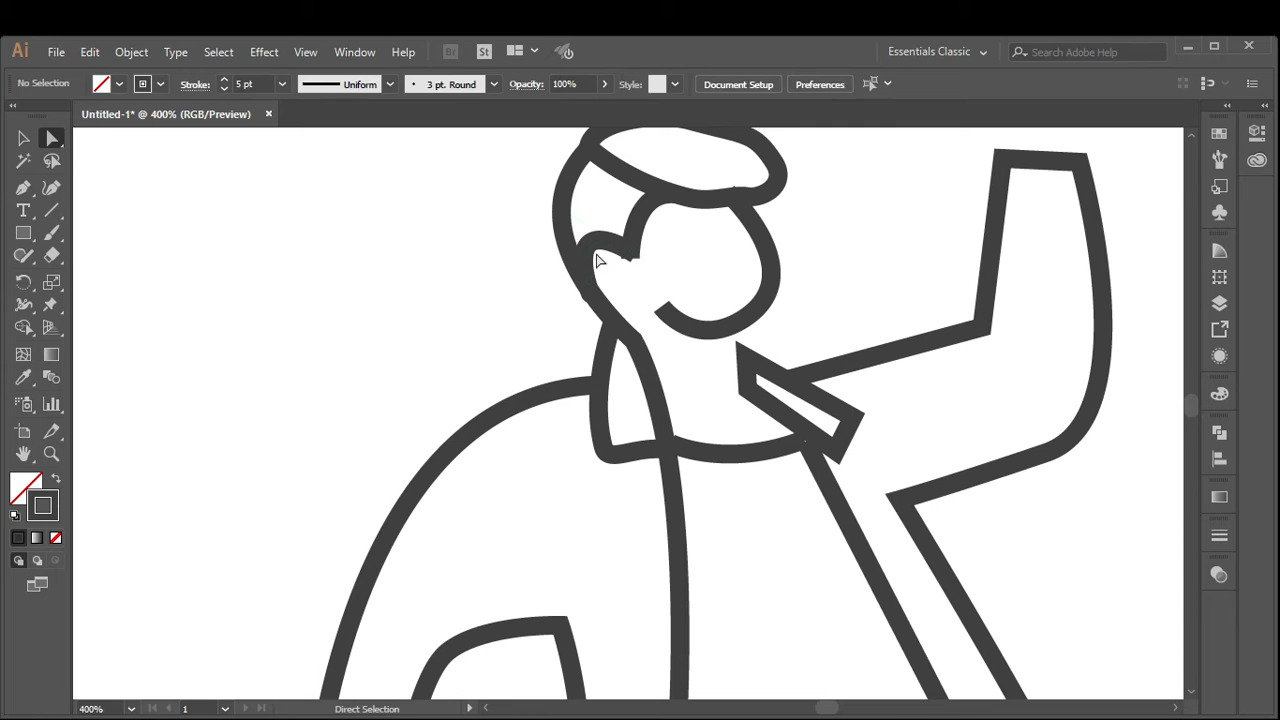 Ai File Edit Object Type Select Effect View Window Help Br St Essentials Classic Search Adobe Help
No Selection Stroke: 5 pt Uniform 3 pt. Round Opacity: 100% Style: Document Setup Preferences
Untitled-1* @ 400% (RGB/Preview)
400% 1 Direct Selection